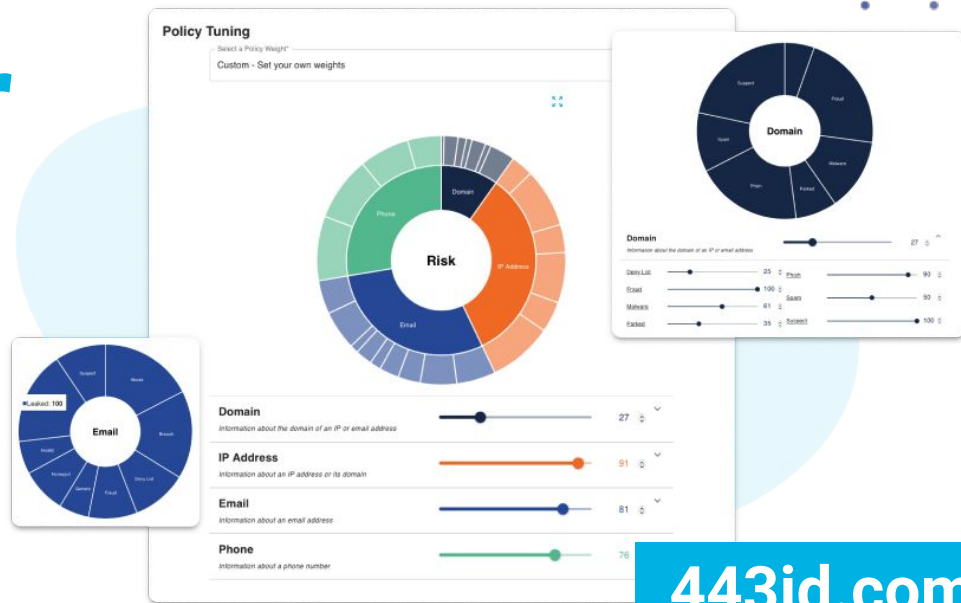 Policy Tuning
Select a Policy Weight*
Custom - Set your own weights
Risk
Domain
IP Address
Email
Phone
Domain
Information about the domain of an IP or email address
27
IP Address
Information about an IP address or its domain
91
Email
Information about an email address
81
Phone
Information about a phone number
76
Domain
Suspect
Fraud
Malware
Parked
Phish
Spam
Domain
Information about the domain of an IP or email address
27
Deny List 25
Phish 90
Fraud 100
Spam 50
Malware 61
Suspect 100
Parked 35
Email
Suspect
Breach
Deny List
Fraud
Invalid
Honeypot
Leaked: 100
443id.com